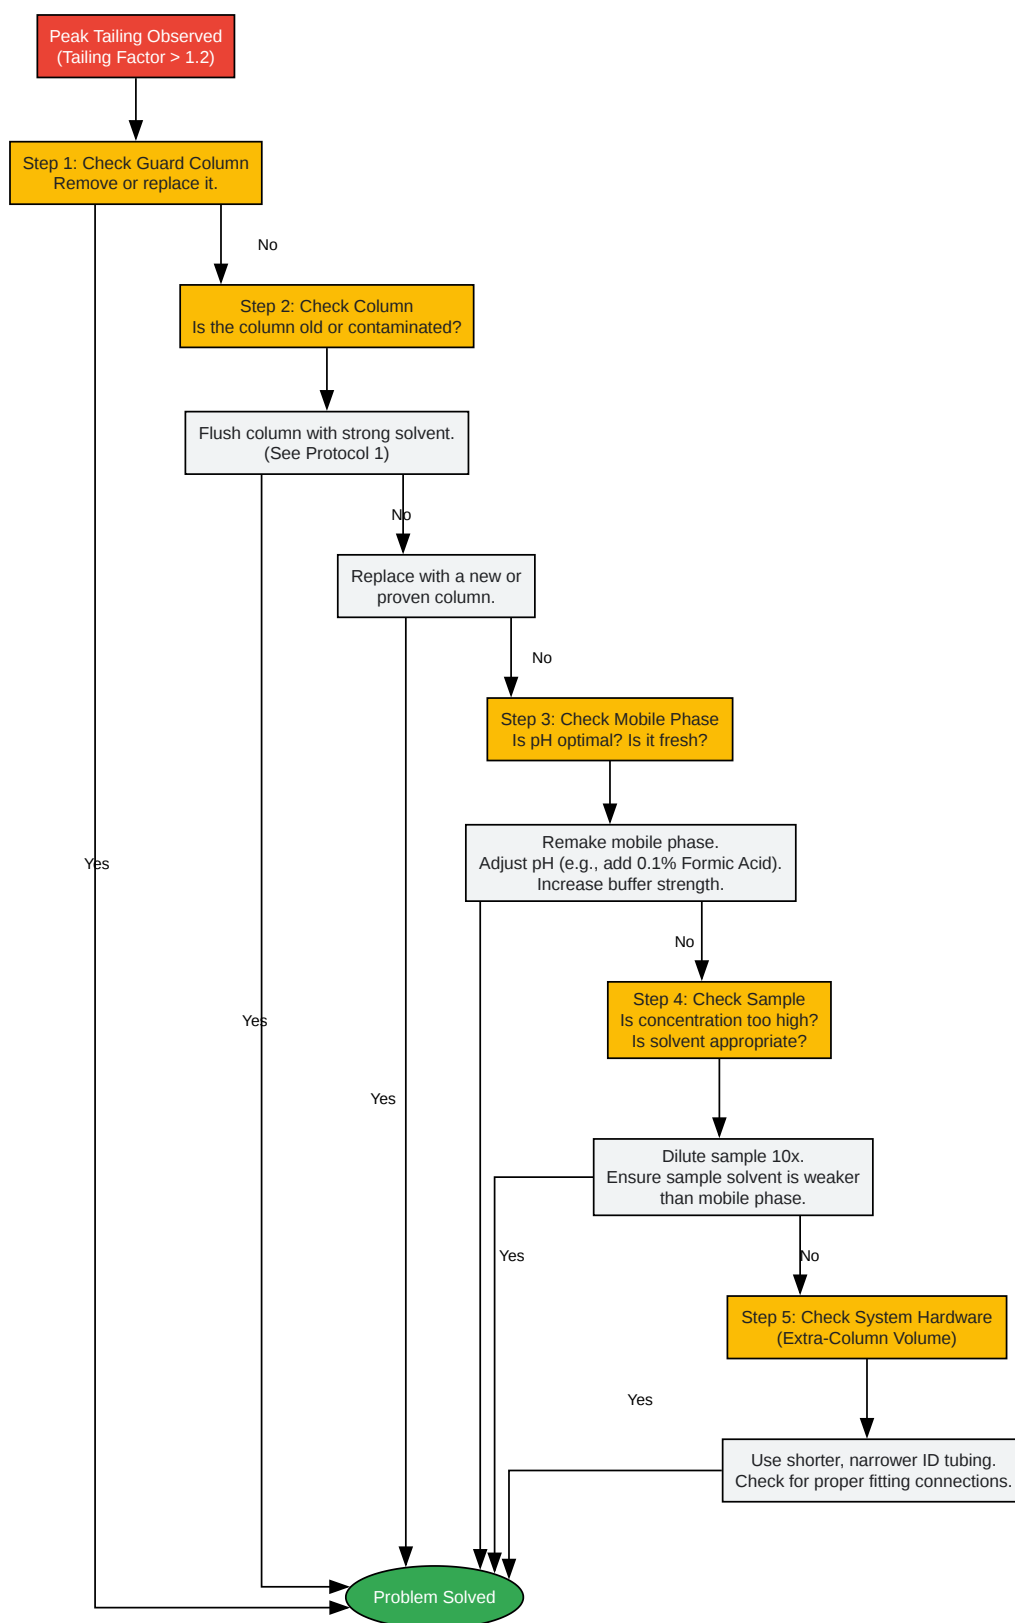 Peak Tailing Observed
(Tailing Factor > 1.2)
Step 1: Check Guard Column
Remove or replace it.
No
Step 2: Check Column
Is the column old or contaminated?
Flush column with strong solvent.
(See Protocol 1)
No
Replace with a new or
proven column.
No
Step 3: Check Mobile Phase
Is pH optimal? Is it fresh?
Remake mobile phase.
Adjust pH (e.g., add 0.1% Formic Acid).
Increase buffer strength.
Yes
No
Step 4: Check Sample
Is concentration too high?
Is solvent appropriate?
Yes
Yes
Dilute sample 10x.
Ensure sample solvent is weaker
than mobile phase.
Yes
No
Step 5: Check System Hardware
(Extra-Column Volume)
Yes
Use shorter, narrower ID tubing.
Check for proper fitting connections.
Problem Solved